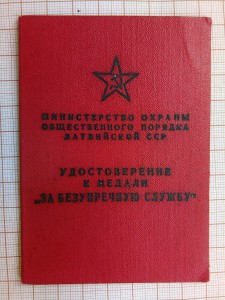 МИНИСТЕРСТВО ОХРАНЫ
ОБЩЕСТВЕННОГО ПОРЯДКА
ЛАТВИЙСКОЙ ССР
УДОСТОВЕРЕНИЕ
К МЕДАЛИ
„ЗА БЕЗУПРЕЧНУЮ СЛУЖБУ"